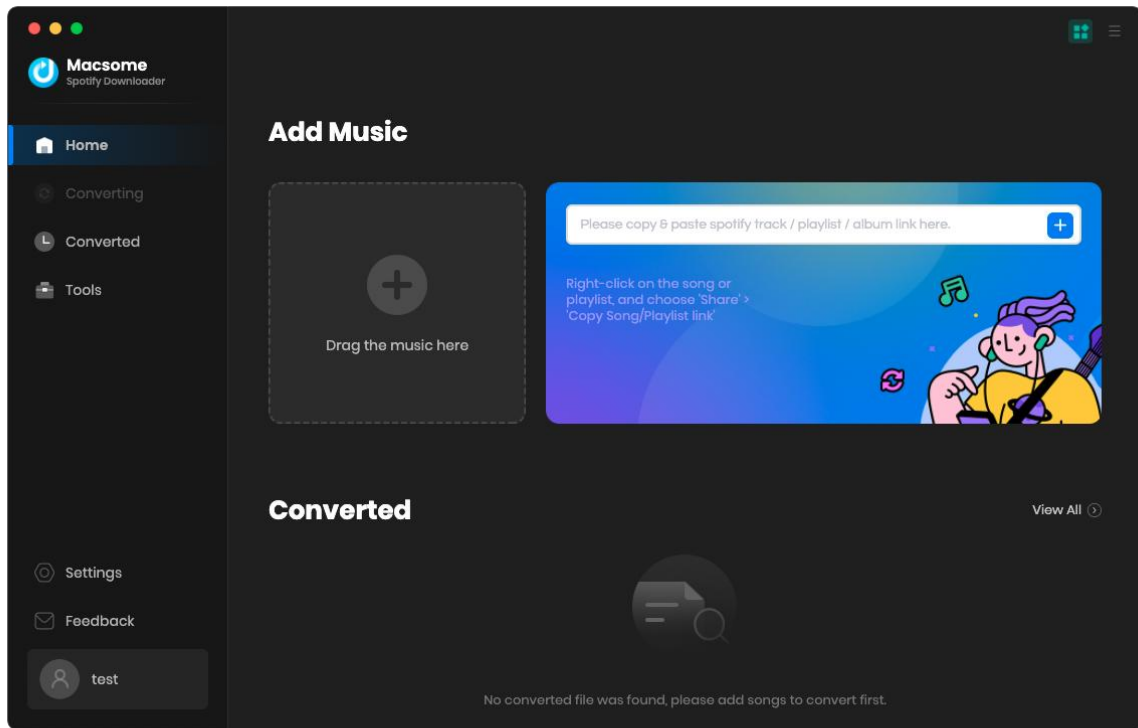 Macsome
Spotify Downloader
Home
Converting
Converted
Tools
Settings
Feedback
test
Add Music
Drag the music here
Please copy & paste spotify track / playlist / album link here.
Right-click on the song or
playlist, and choose 'Share' >
'Copy Song/Playlist link'
Converted
View All
No converted file was found, please add songs to convert first.